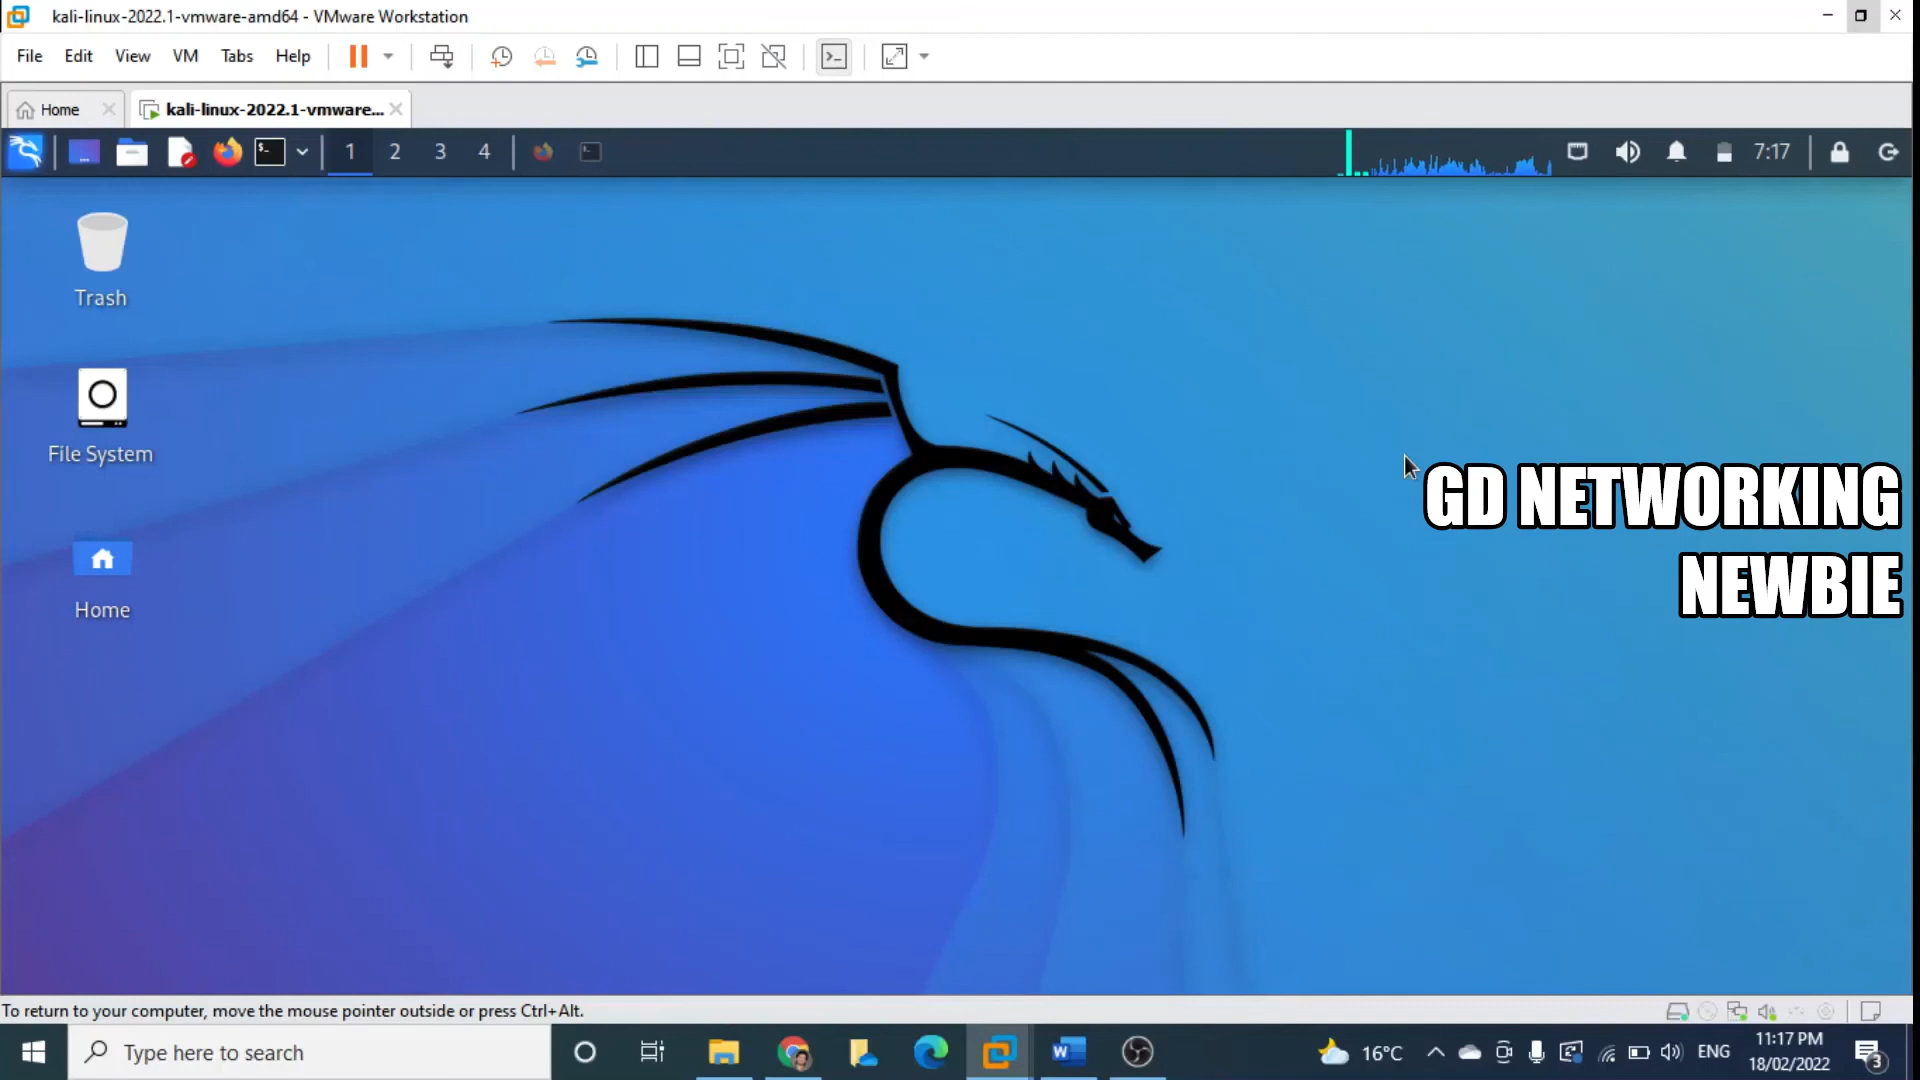 kali-linux-2022.1-vmware-amd64 - VMware Workstation
File Edit View VM Tabs Help
Home kali-linux-2022.1-vmware...
1 2 3 4 7:17
Trash
File System
Home
GD NETWORKING
NEWBIE
To return to your computer, move the mouse pointer outside or press Ctrl+Alt.
Type here to search
16°C ENG
11:17 PM
18/02/2022
3